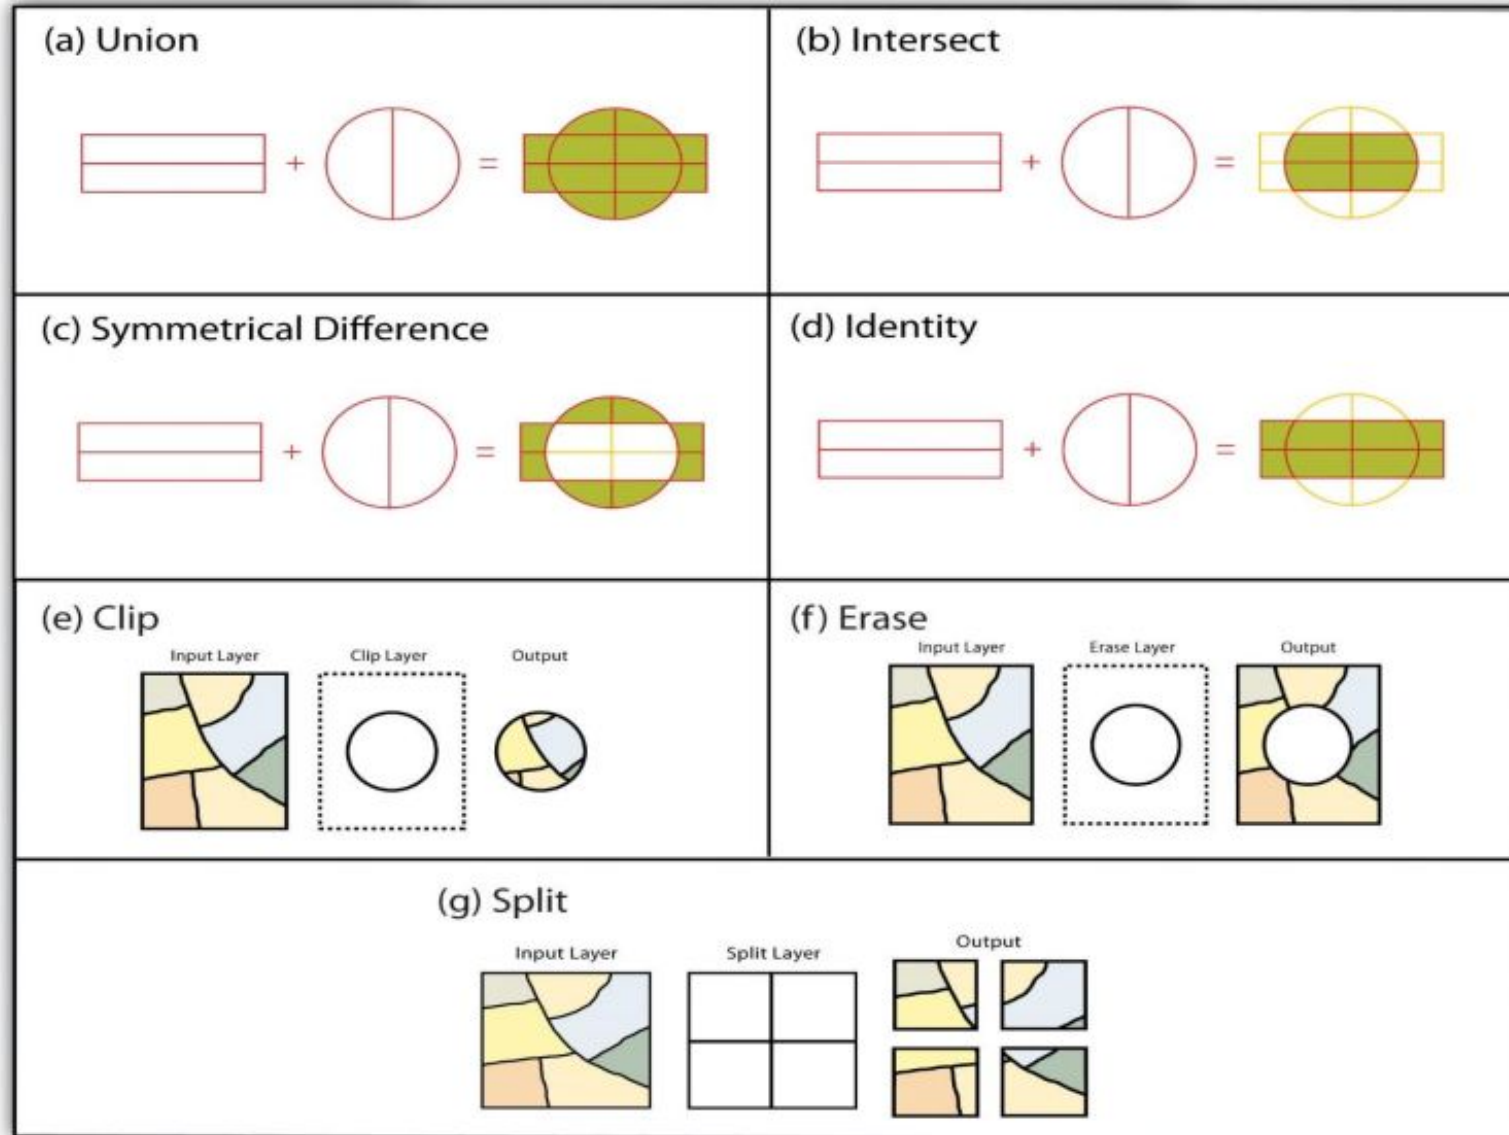 (a) Union
(b) Intersect
+ =
+ =
(c) Symmetrical Difference
(d) Identity
+ =
+ =
(e) Clip
Input Layer Clip Layer Output
(f) Erase
Input Layer Erase Layer Output
(g) Split
Input Layer Split Layer Output